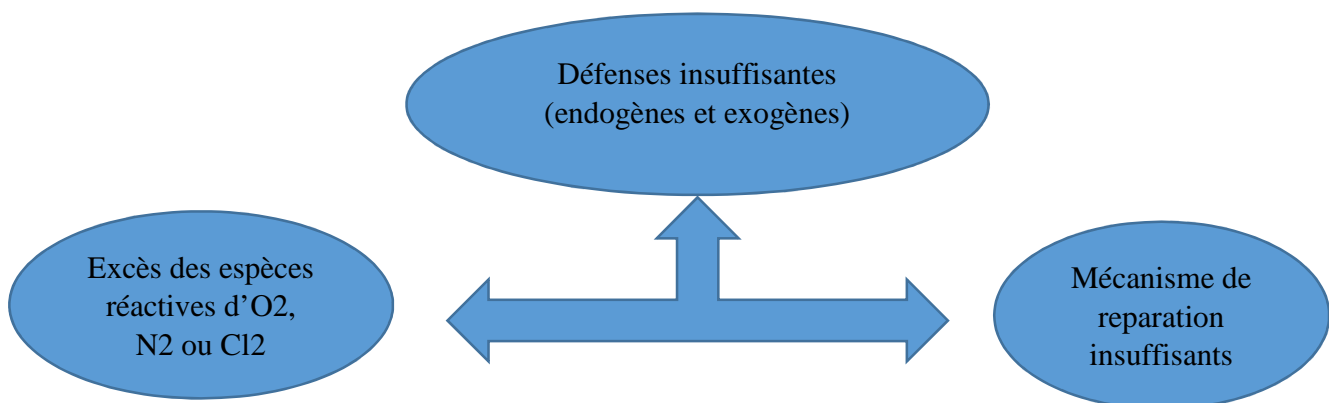 Défenses insuffisantes
(endogènes et exogènes)
Excès des espèces
réactives d’O2,
N2 ou Cl2
Mécanisme de
reparation
insuffisants